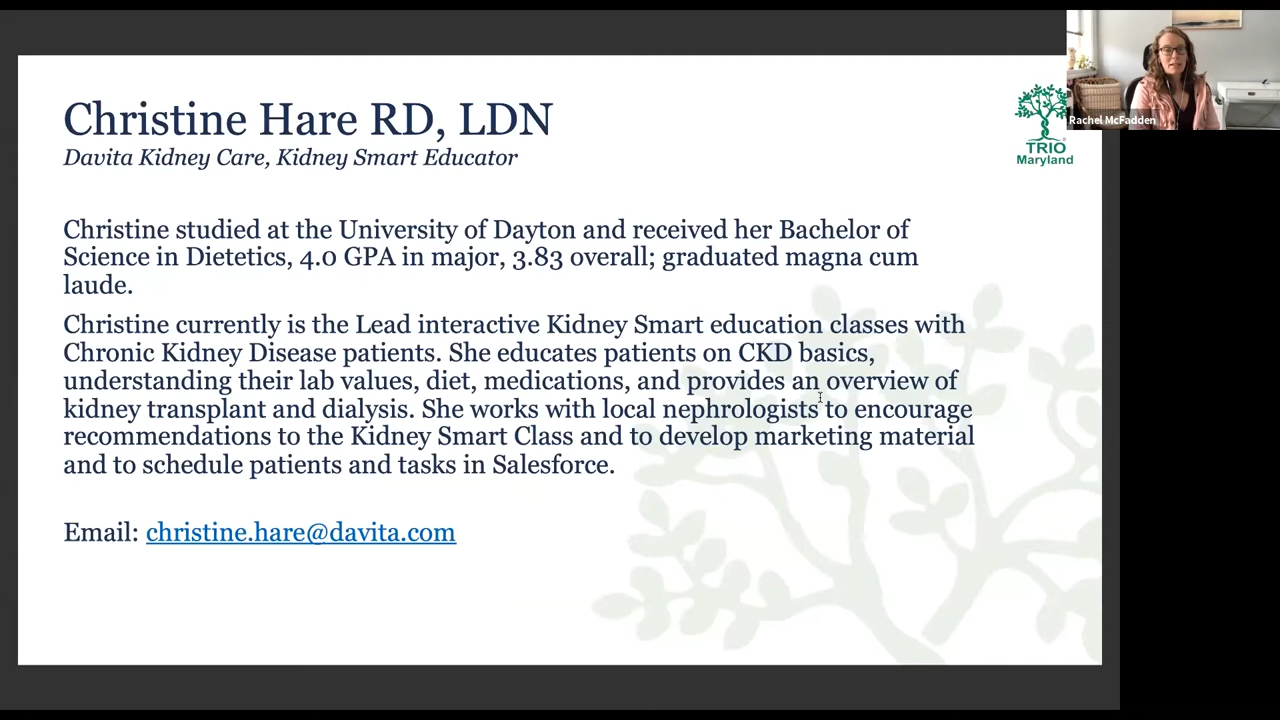 Christine Hare RD, LDN
Davita Kidney Care, Kidney Smart Educator
TRIO
Maryland
Rachel McFadden
Christine studied at the University of Dayton and received her Bachelor of
Science in Dietetics, 4.0 GPA in major, 3.83 overall; graduated magna cum
laude.
Christine currently is the Lead interactive Kidney Smart education classes with
Chronic Kidney Disease patients. She educates patients on CKD basics,
understanding their lab values, diet, medications, and provides an overview of
kidney transplant and dialysis. She works with local nephrologists to encourage
recommendations to the Kidney Smart Class and to develop marketing material
and to schedule patients and tasks in Salesforce.
Email: christine.hare@davita.com